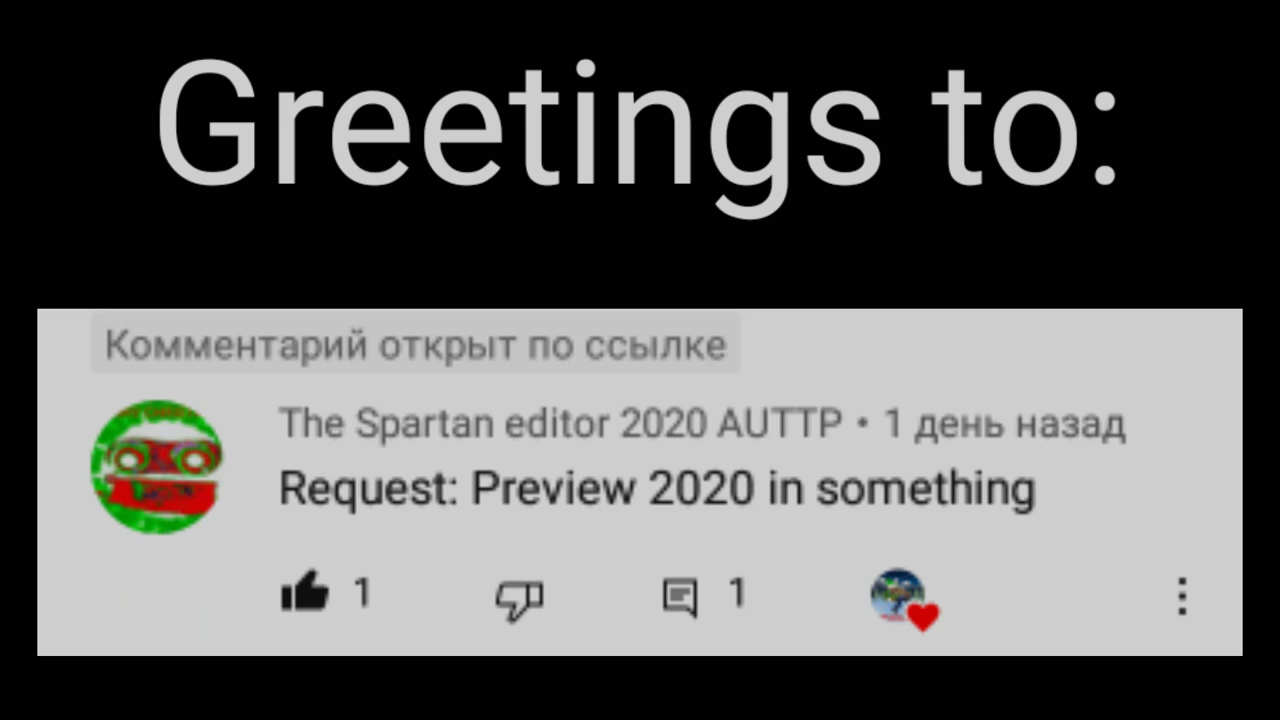 Greetings to:
Комментарий открыт по ссылке
The Spartan editor 2020 AUTTP • 1 день назад
Request: Preview 2020 in something
1 1